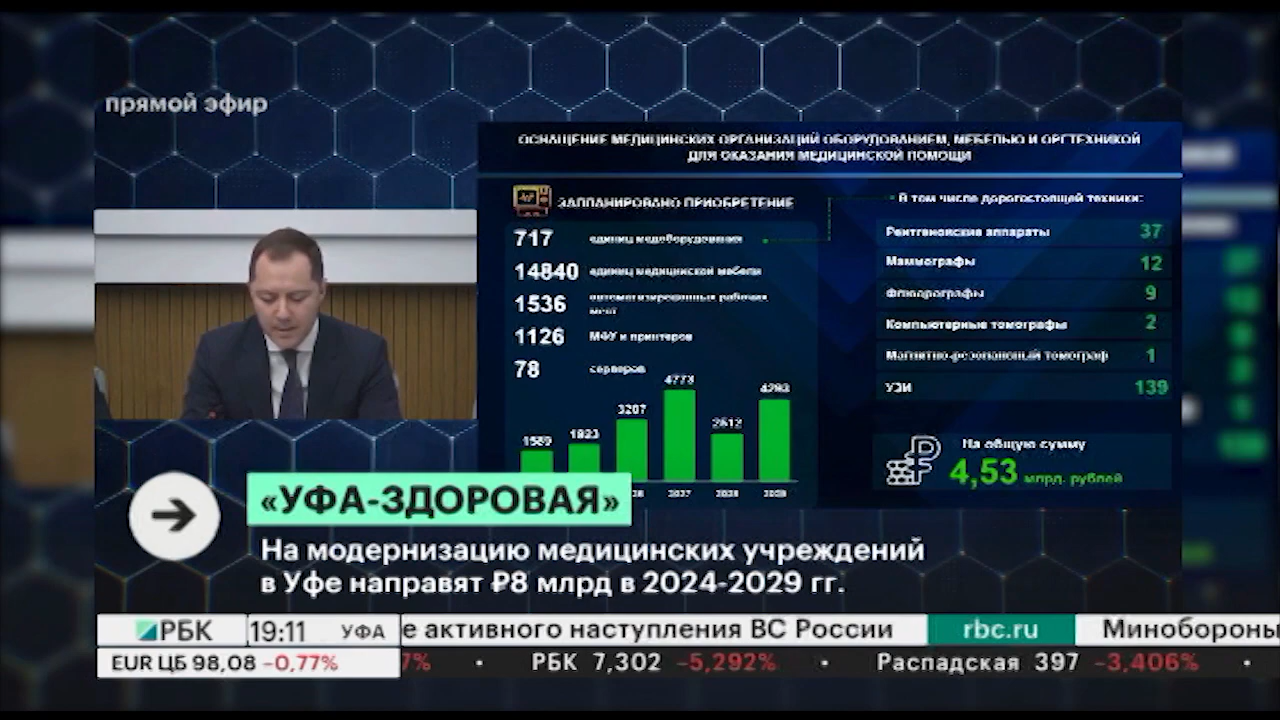 прямой эфир
ОСНАЩЕНИЕ МЕДИЦИНСКИХ ОРГАНИЗАЦИЙ ОБОРУДОВАНИЕМ, МЕБЕЛЬЮ И ОРГТЕХНИКОЙ
ДЛЯ ОКАЗАНИЯ МЕДИЦИНСКОЙ ПОМОЩИ
ЗАПЛАНИРОВАНО ПРИОБРЕТЕНИЕ
717 единиц медоборудования
14840 единиц медицинской мебели
1536 автоматизированных рабочих
мест
1126 МФУ и принтеров
78 серверов
1589 1823 3207 4773 2612 4293
2027 2028 2029
В том числе дорогостоящей техники:
Рентгеновские аппараты 37
Маммографы 12
Флюорографы 9
Компьютерные томографы 2
Магнитно-резонансный томограф 1
УЗИ 139
На общую сумму
4,53 млрд. рублей
«УФА-ЗДОРОВАЯ»
На модернизацию медицинских учреждений
в Уфе направят ₽8 млрд в 2024-2029 гг.
РБК 19:11 УФА е активного наступления ВС России rbc.ru Минобороны
EUR ЦБ 98,08 -0,77% 7% • РБК 7,302 -5,292% • Распадская 397 -3,406% •